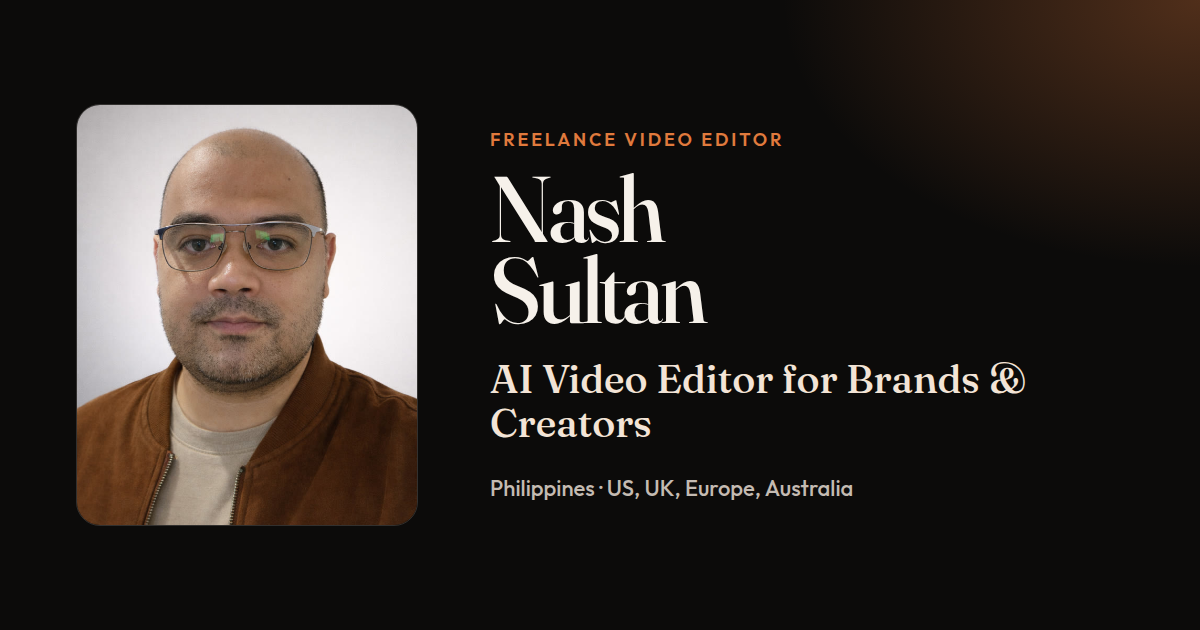 FREELANCE VIDEO EDITOR
Nash
Sultan
AI Video Editor for Brands &
Creators
Philippines · US, UK, Europe, Australia